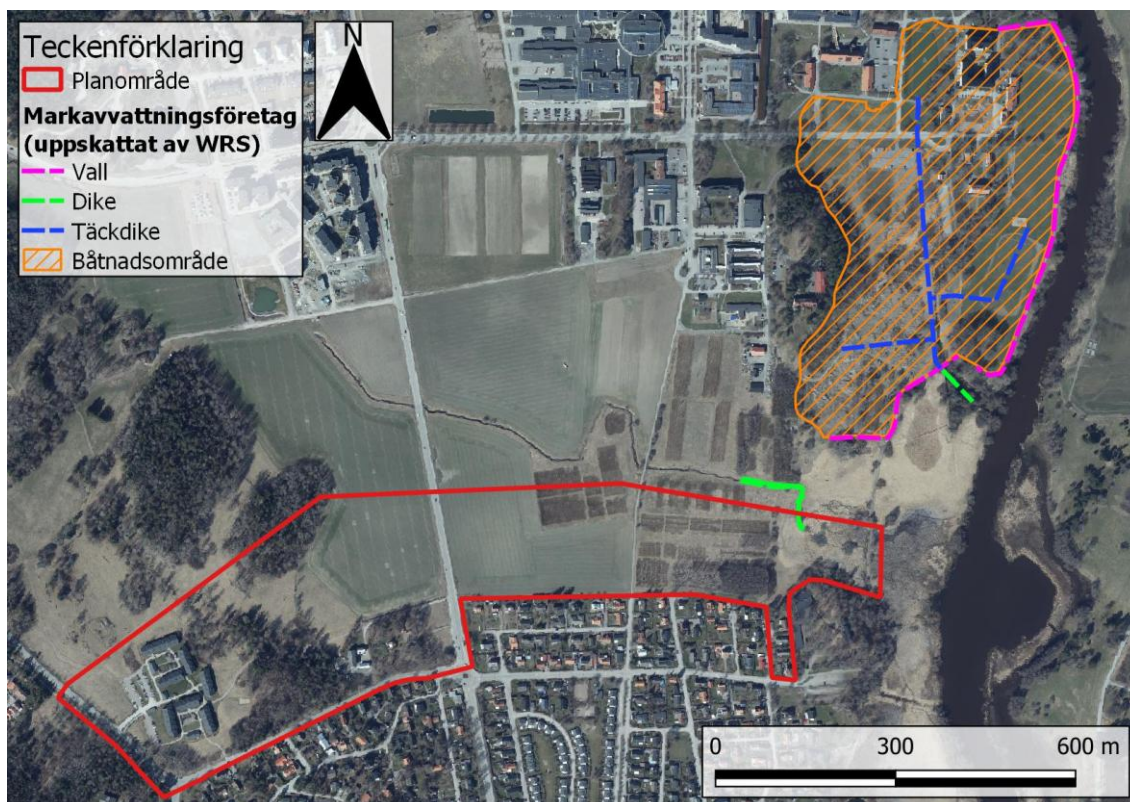 Teckenförklaring
Planområde
Markavvattningsföretag
(uppskattat av WRS)
Vall
Dike
Täckdike
Båtnadsområde
N
0 300 600 m